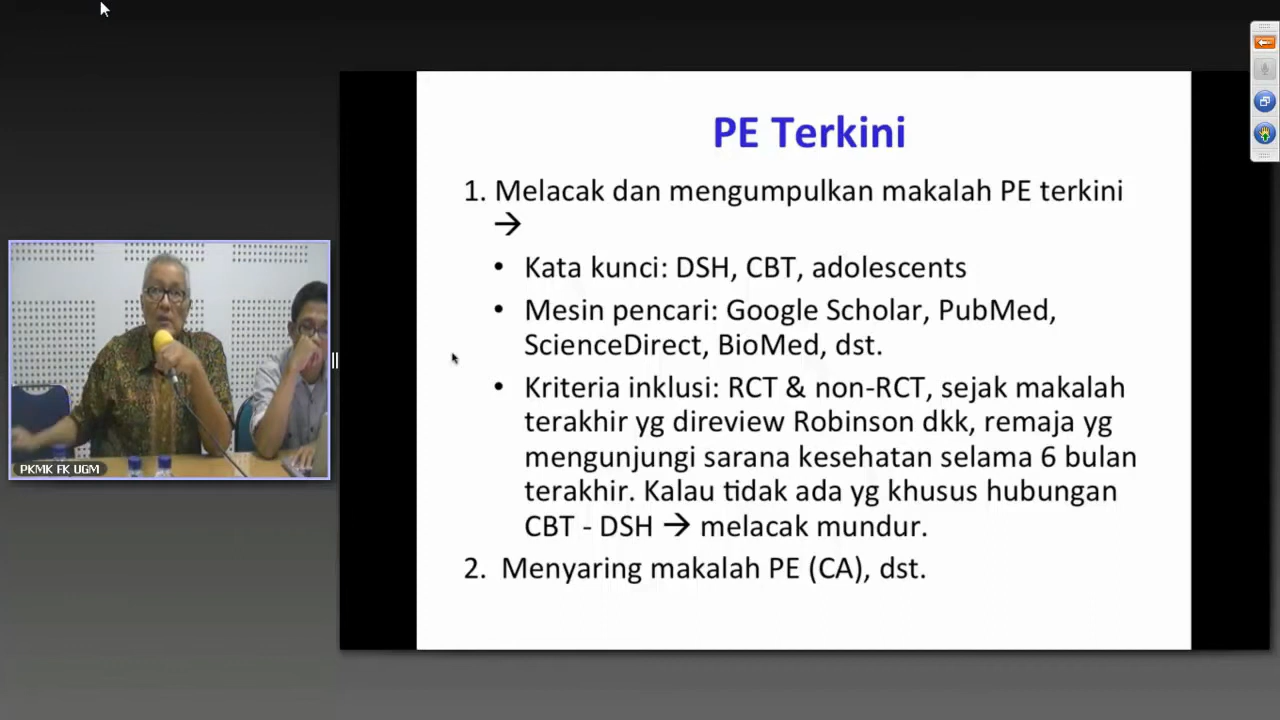 PE Terkini
1. Melacak dan mengumpulkan makalah PE terkini
→
• Kata kunci: DSH, CBT, adolescents
• Mesin pencari: Google Scholar, PubMed,
ScienceDirect, BioMed, dst.
• Kriteria inklusi: RCT & non-RCT, sejak makalah
terakhir yg direview Robinson dkk, remaja yg
mengunjungi sarana kesehatan selama 6 bulan
terakhir. Kalau tidak ada yg khusus hubungan
CBT - DSH → melacak mundur.
2. Menyaring makalah PE (CA), dst.
PKMK FK UGM